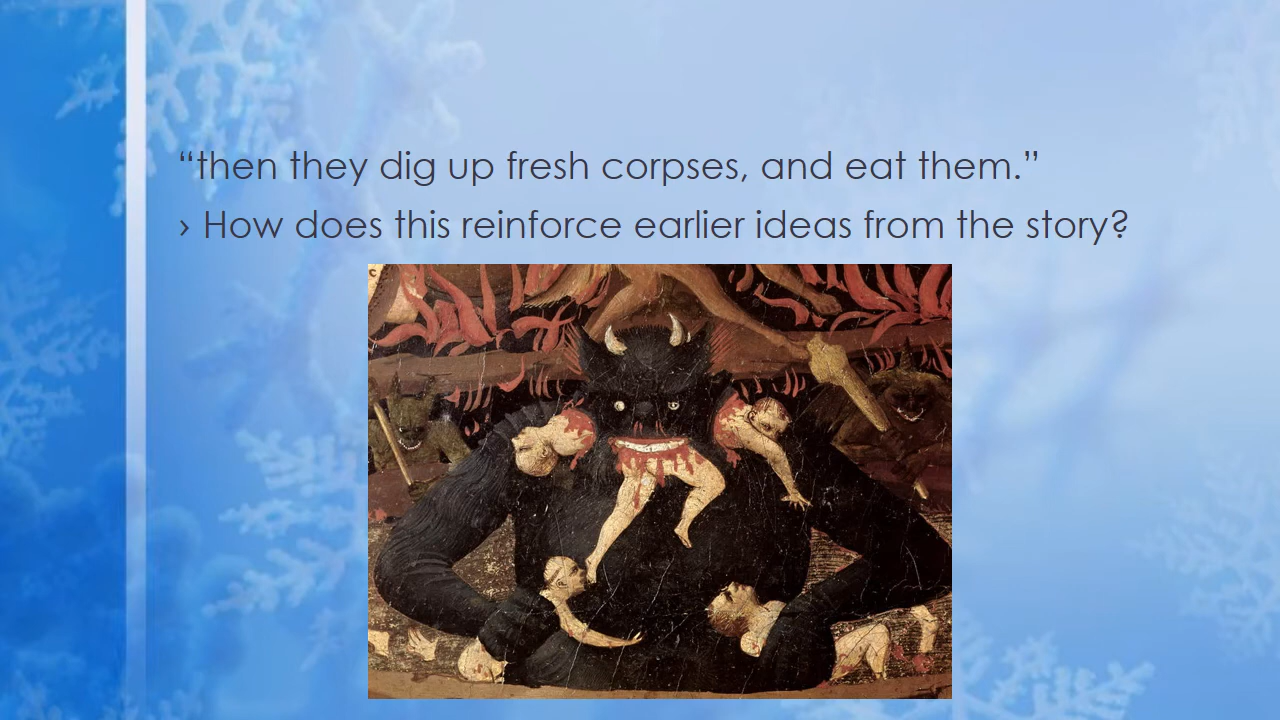 “then they dig up fresh corpses, and eat them.”
› How does this reinforce earlier ideas from the story?